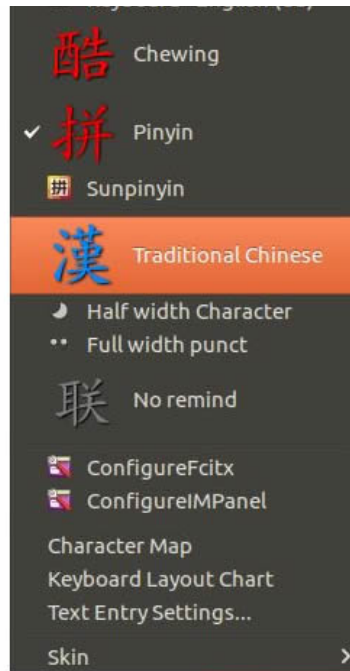 酷 Chewing
拼 Pinyin
拼 Sunpinyin
漢 Traditional Chinese
Half width Character
Full width punct
联 No remind
ConfigureFcitx
ConfigureIMPanel
Character Map
Keyboard Layout Chart
Text Entry Settings...
Skin